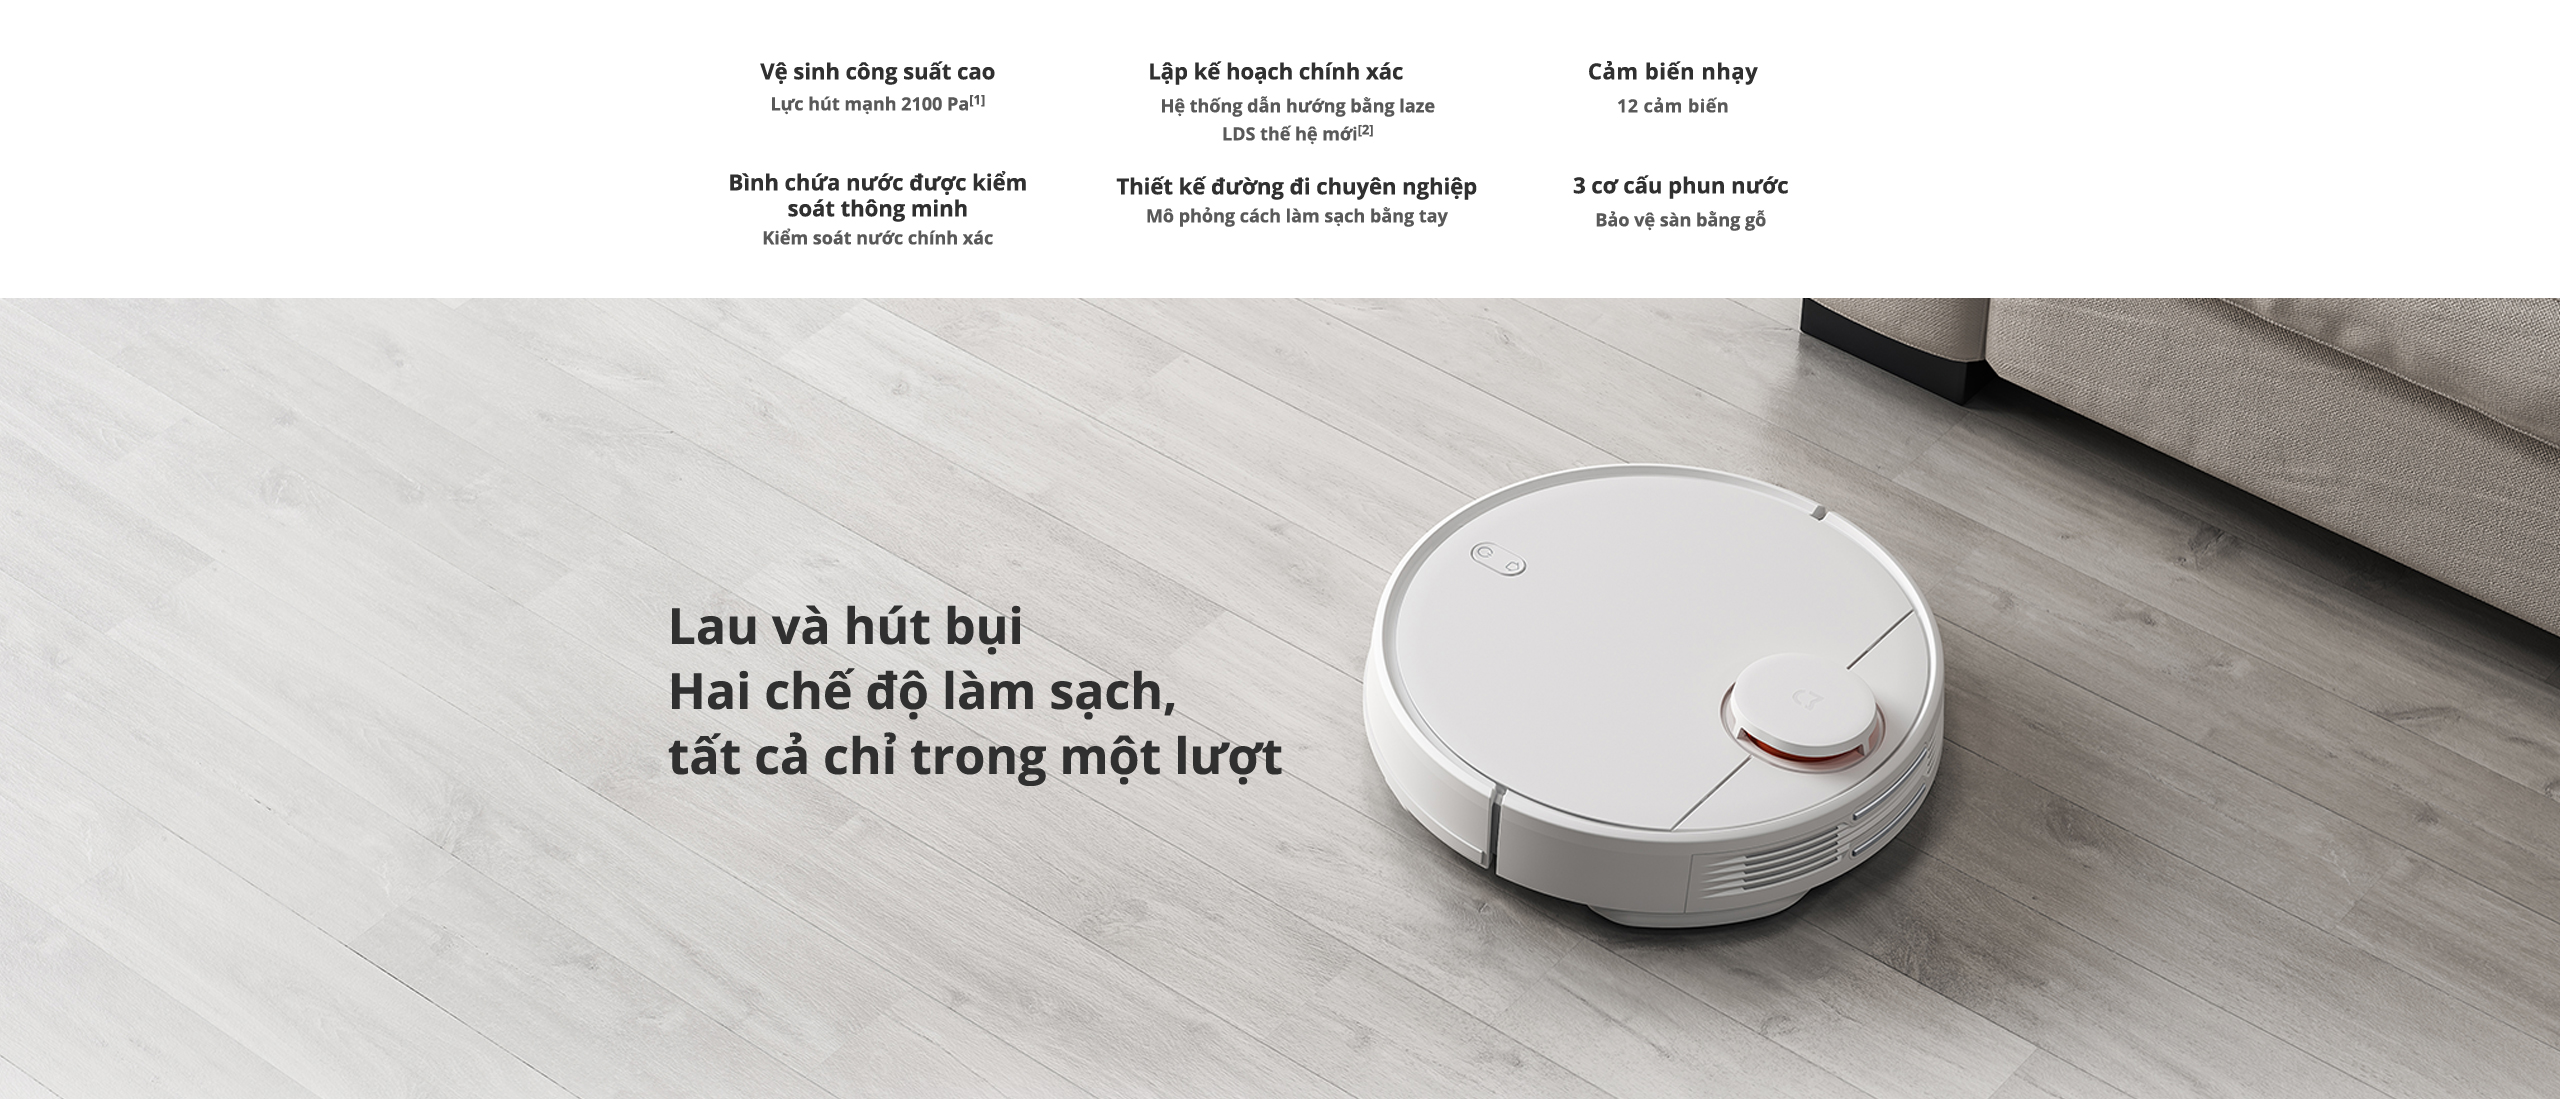 Vệ sinh công suất cao
Lực hút mạnh 2100 Pa[1]
Lập kế hoạch chính xác
Hệ thống dẫn hướng bằng laze
LDS thế hệ mới[2]
Cảm biến nhạy
12 cảm biến
Bình chứa nước được kiểm
soát thông minh
Kiểm soát nước chính xác
Thiết kế đường đi chuyên nghiệp
Mô phỏng cách làm sạch bằng tay
3 cơ cấu phun nước
Bảo vệ sàn bằng gỗ
Lau và hút bụi
Hai chế độ làm sạch,
tất cả chỉ trong một lượt